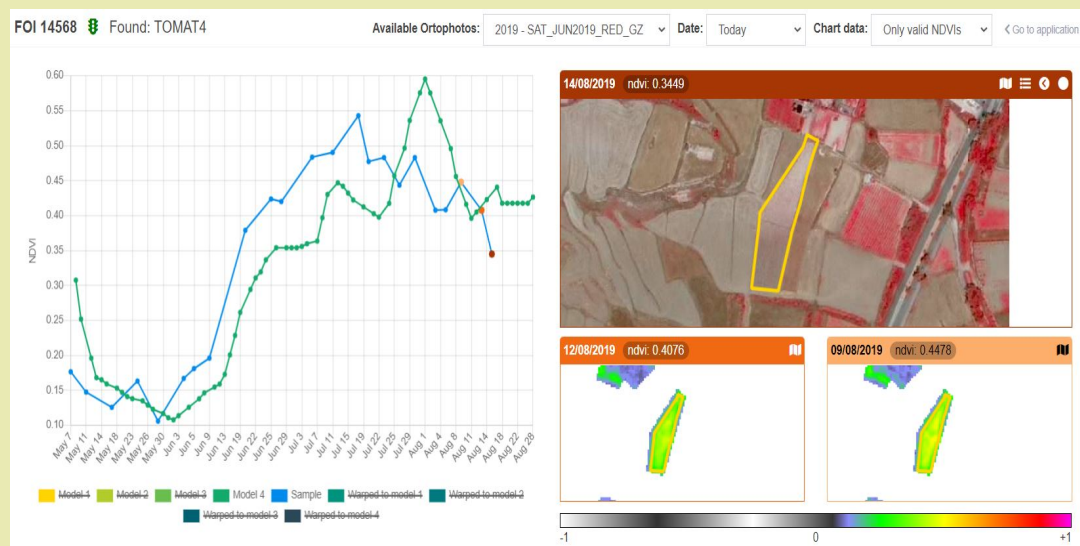 FOI 14568 Found: TOMAT4 Available Ortophotos: 2019 - SAT_JUN2019_RED_GZ Date: Today Chart data: Only valid NDVIs Go to application
0.60
0.55
0.50
0.45
0.40
0.35
0.30
0.25
0.20
0.15
0.10
NDVI
May 7 May 11 May 14 May 18 May 23 May 26 May 30 Jun 3 Jun 5 Jun 9 Jun 13 Jun 19 Jun 22 Jun 25 Jun 29 Jul 3 Jul 7 Jul 11 Jul 15 Jul 19 Jul 22 Jul 25 Jul 29 Aug 1 Aug 4 Aug 8 Aug 11 Aug 14 Aug 18 Aug 22 Aug 28
Model 1 Model 2 Model 3 Model 4 Sample Warped to model 1 Warped to model 2
Warped to model 3 Warped to model 4
14/08/2019 ndvi: 0.3449
12/08/2019 ndvi: 0.4076
09/08/2019 ndvi: 0.4478
-1 0 +1